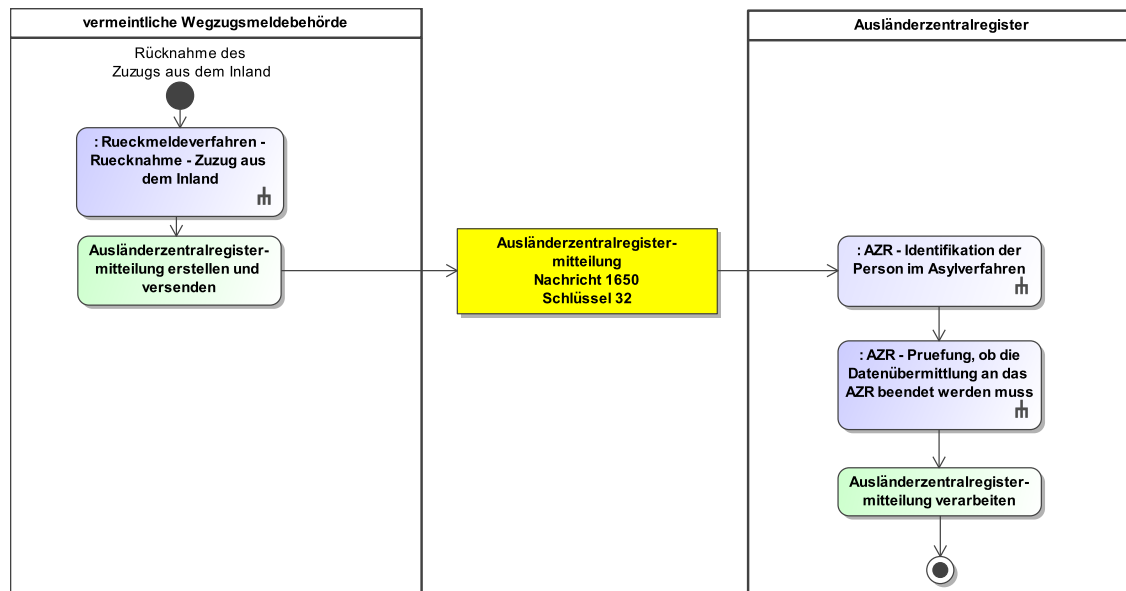 vermeintliche Wegzugsmeldebehörde
Rücknahme des
Zuzugs aus dem Inland
: Rueckmeldeverfahren -
Ruecknahme - Zuzug aus
dem Inland
Ausländerzentralregister-
mitteilung erstellen und
versenden
Ausländerzentralregister-
mitteilung
Nachricht 1650
Schlüssel 32
Ausländerzentralregister
: AZR - Identifikation der
Person im Asylverfahren
: AZR - Pruefung, ob die
Datenübermittlung an das
AZR beendet werden muss
Ausländerzentralregister-
mitteilung verarbeiten